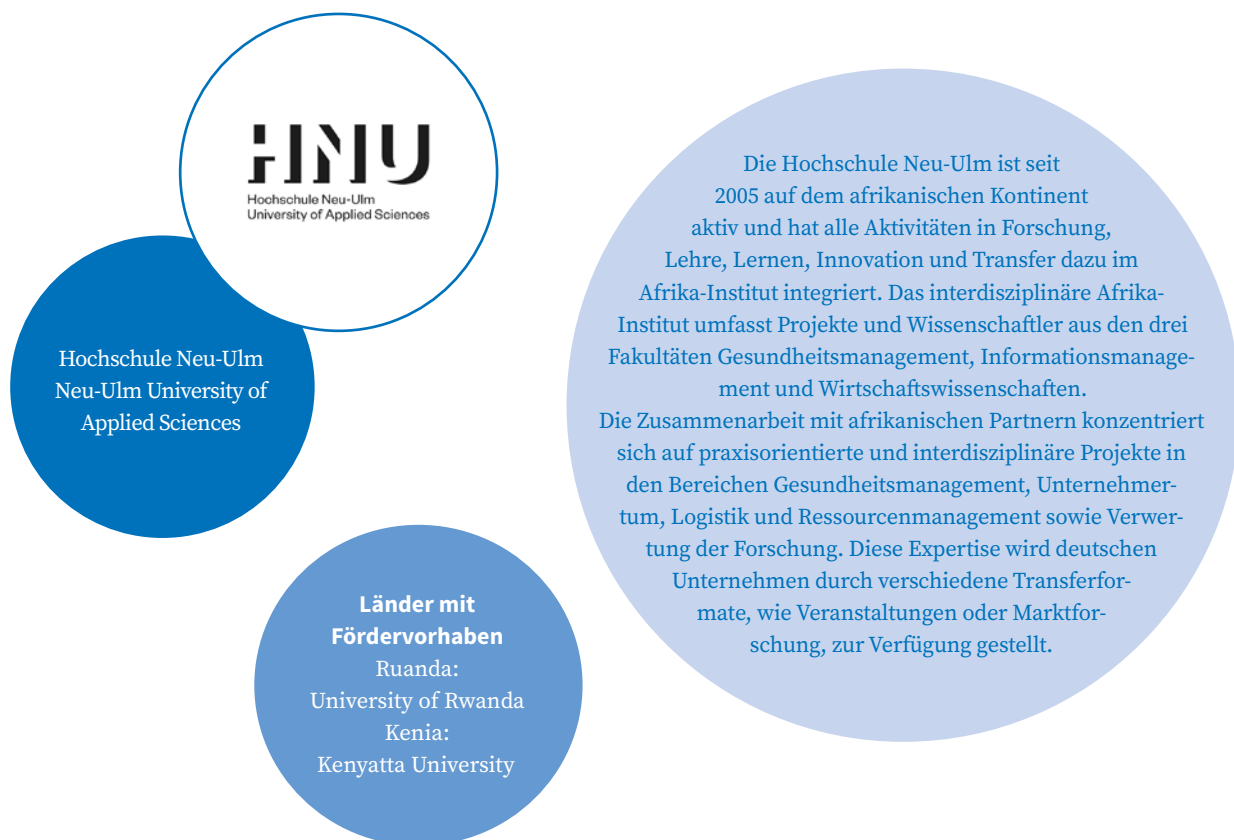 HNU
Hochschule Neu-Ulm
University of Applied Sciences
Hochschule Neu-Ulm
Neu-Ulm University of
Applied Sciences
Länder mit
Fördervorhaben
Ruanda:
University of Rwanda
Kenia:
Kenyatta University
Die Hochschule Neu-Ulm ist seit
2005 auf dem afrikanischen Kontinent
aktiv und hat alle Aktivitäten in Forschung,
Lehre, Lernen, Innovation und Transfer dazu im
Afrika-Institut integriert. Das interdisziplinäre Afrika-
Institut umfasst Projekte und Wissenschaftler aus den drei
Fakultäten Gesundheitsmanagement, Informationsmanage-
ment und Wirtschaftswissenschaften.
Die Zusammenarbeit mit afrikanischen Partnern konzentriert
sich auf praxisorientierte und interdisziplinäre Projekte in
den Bereichen Gesundheitsmanagement, Unternehmer-
tum, Logistik und Ressourcenmanagement sowie Verwer-
tung der Forschung. Diese Expertise wird deutschen
Unternehmen durch verschiedene Transferfor-
mate, wie Veranstaltungen oder Marktfor-
schung, zur Verfügung gestellt.